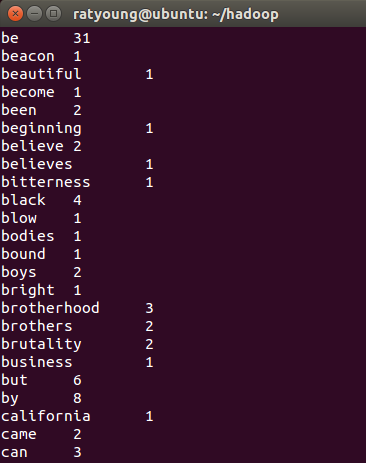 ratyoung@ubuntu: ~/hadoop
be 31
beacon 1
beautiful 1
become 1
been 2
beginning 1
believe 2
believes 1
bitterness 1
black 4
blow 1
bodies 1
bound 1
boys 2
bright 1
brotherhood 3
brothers 2
brutality 2
business 1
but 6
by 8
california 1
came 2
can 3